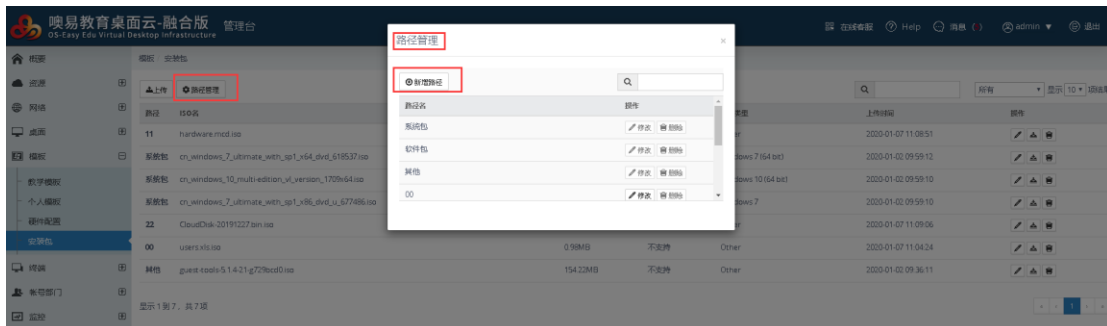 噢易教育桌面云-融合版 管理台
OS-Easy Edu Virtual Desktop Infrastructure
在线客服 Help 消息 admin 退出
概要
资源
网络
桌面
模板
教学模板
个人模板
硬件配置
安装包
终端
帐号部门
监控
模板 安装包
上传 路径管理
所有 显示 10 项结果
路径 ISO名 上传时间 操作
11 hardware.mcd.iso 2020-01-07 11:08:51
系统包 cn_windows_7_ultimate_with_sp1_x64_dvd_618537.iso dows 7 (64 bit) 2020-01-02 09:59:12
系统包 cn_windows_10_multi-edition_vl_version_1709x64.iso dows 10 (64 bit) 2020-01-02 09:59:10
系统包 cn_windows_7_ultimate_with_sp1_x86_dvd_u_677486.iso dows 7 2020-01-02 09:59:10
22 CloudDisk-20191227.bin.iso 2020-01-07 11:09:06
00 users.xls.iso 0.98MB 不支持 Other 2020-01-07 11:04:24
其他 guest-tools-5.1.4-21-g729bcd0.iso 154.22MB 不支持 Other 2020-01-02 09:36:11
显示 1 到 7 ，共 7 项
1
路径管理 ×
新增路径
路径名 操作
系统包 修改 删除
软件包 修改 删除
其他 修改 删除
00 修改 删除